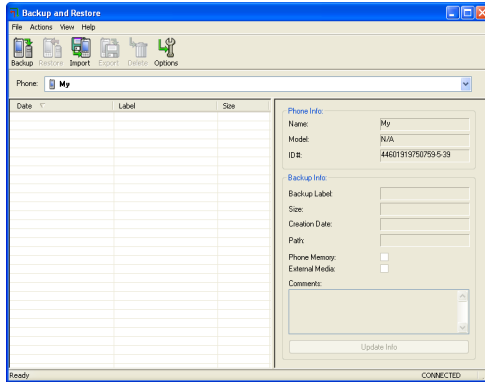 Backup and Restore
File Actions View Help
Backup Restore Import Export Delete Options
Phone: My
Date Label Size
Phone Info:
Name: My
Model: N/A
ID#: 44601919750759-5-39
Backup Info:
Backup Label:
Size:
Creation Date:
Path:
Phone Memory:
External Media:
Comments:
Update Info
Ready CONNECTED